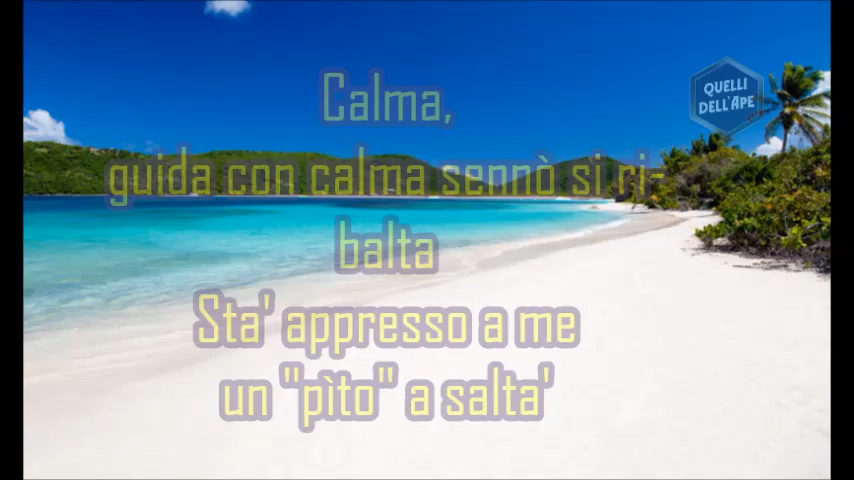 Calma,
QUELLI
DELL'APE
guida con calma sennò si ri-
balta
Sta' appresso a me
un "pìto" a salta'